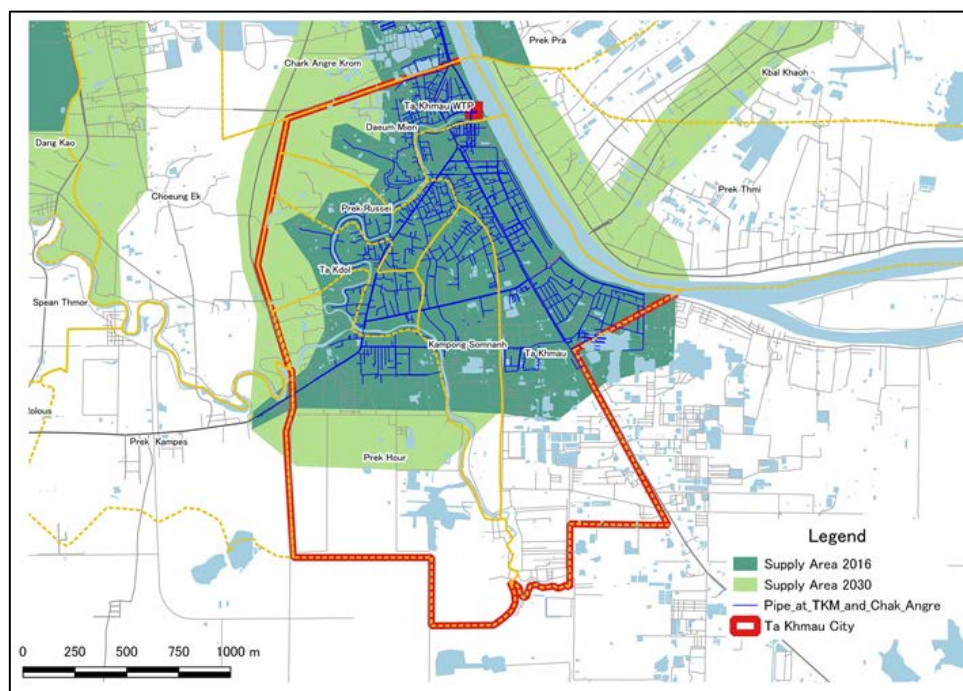 Prek Pra
Chark Angre Krom
Kbal Khaoh
Ta Khmau WTP
Daeum Mien
Dang Kao
Prek Thmi
Choeung Ek
Prek Russei
Ta Kdol
Spean Thmor
Kampong Somnanh
Ta Khmau
Rolous
Prek Kampes
Prek Hour
Legend
Supply Area 2016
Supply Area 2030
Pipe_at_TKM_and_Chak_Angre
Ta Khmau City
0 250 500 750 1000 m